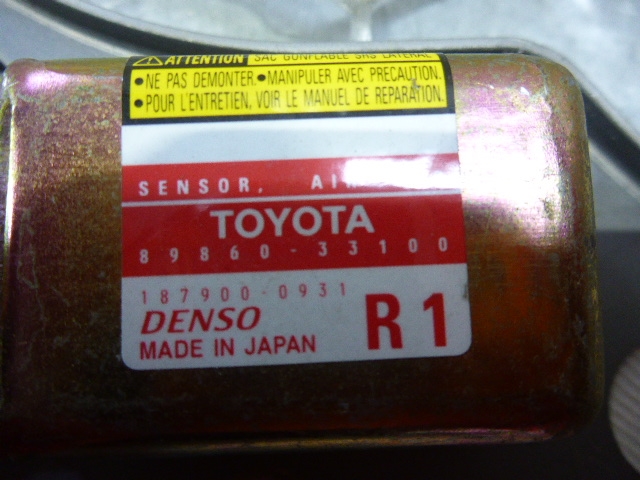 ATTENTION SAC GONFLABLE SRS LATERAL
•NE PAS DEMONTER •MANIPULER AVEC PRECAUTION.
•POUR L'ENTRETIEN, VOIR LE MANUEL DE REPARATION.
SENSOR,
TOYOTA
89860-33100
187900-0931
DENSO
R1
MADE IN JAPAN